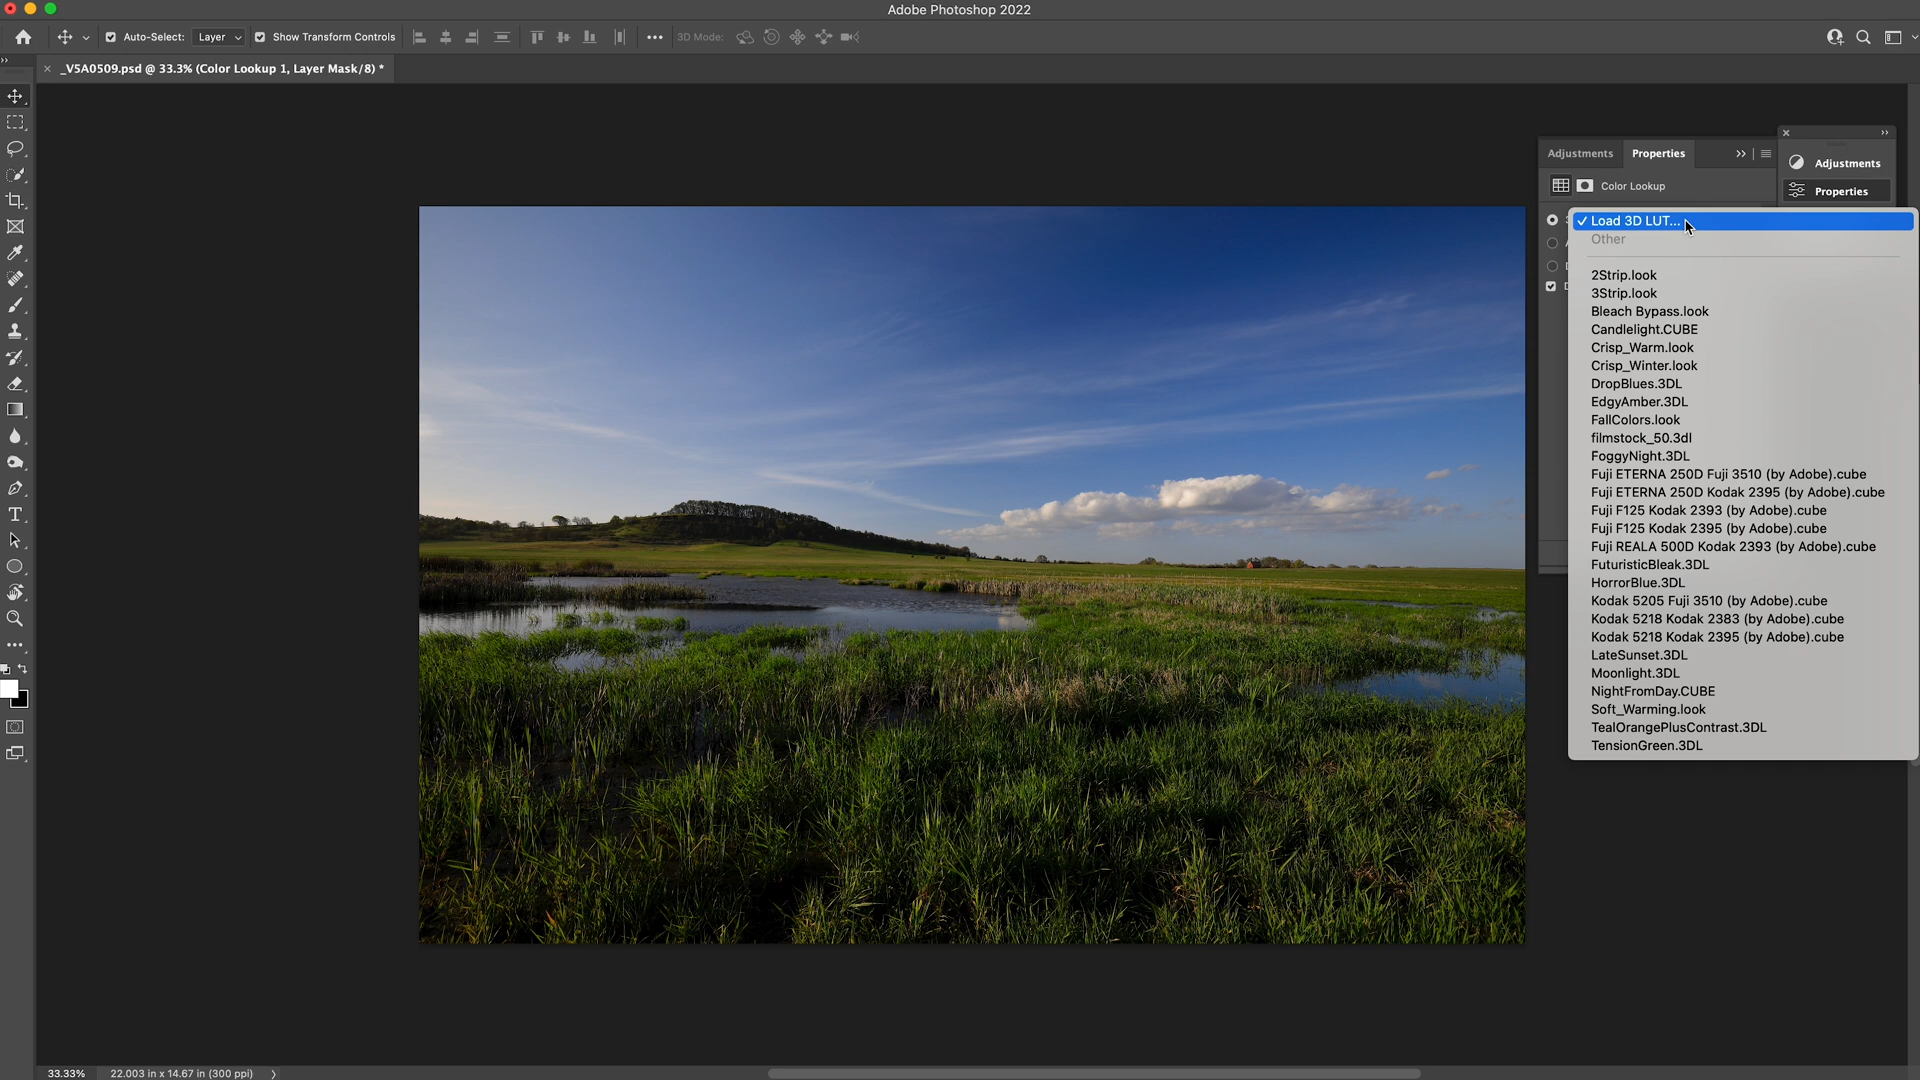 Adobe Photoshop 2022
Auto-Select: Layer Show Transform Controls 3D Mode:
_V5A0509.psd @ 33.3% (Color Lookup 1, Layer Mask/8) *
Adjustments Properties
Adjustments
Color Lookup
Properties
Load 3D LUT...
Other
2Strip.look
3Strip.look
Bleach Bypass.look
Candlelight.CUBE
Crisp_Warm.look
Crisp_Winter.look
DropBlues.3DL
EdgyAmber.3DL
FallColors.look
filmstock_50.3dl
FoggyNight.3DL
Fuji ETERNA 250D Fuji 3510 (by Adobe).cube
Fuji ETERNA 250D Kodak 2395 (by Adobe).cube
Fuji F125 Kodak 2393 (by Adobe).cube
Fuji F125 Kodak 2395 (by Adobe).cube
Fuji REALA 500D Kodak 2393 (by Adobe).cube
FuturisticBleak.3DL
HorrorBlue.3DL
Kodak 5205 Fuji 3510 (by Adobe).cube
Kodak 5218 Kodak 2383 (by Adobe).cube
Kodak 5218 Kodak 2395 (by Adobe).cube
LateSunset.3DL
Moonlight.3DL
NightFromDay.CUBE
Soft_Warming.look
TealOrangePlusContrast.3DL
TensionGreen.3DL
33.33% 22.003 in x 14.67 in (300 ppi)